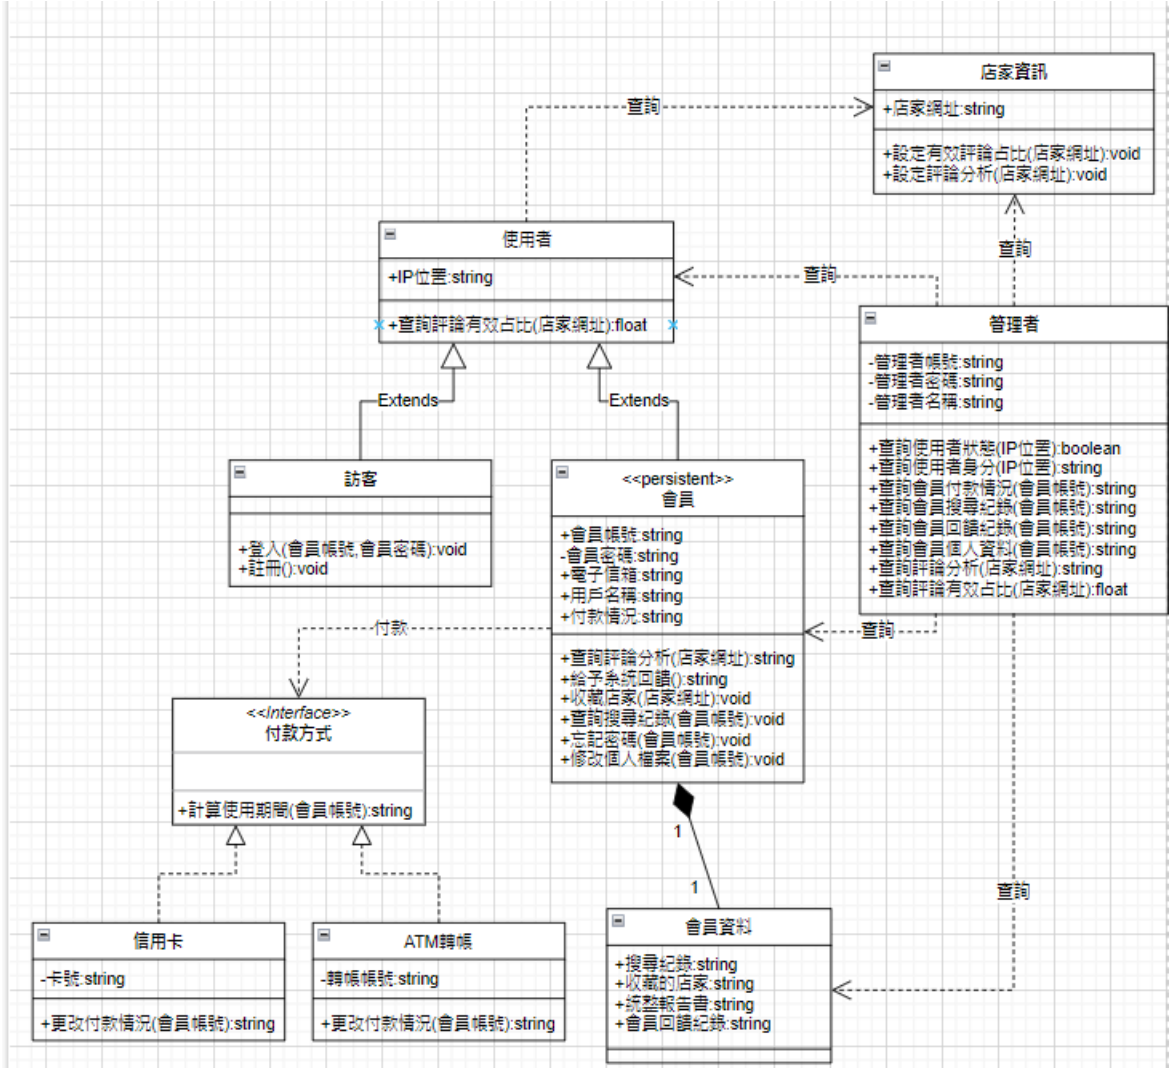 店家資訊
+店家網址:string
+設定有效評論占比(店家網址):void
+設定評論分析(店家網址):void
查詢
使用者
+IP位置:string
+查詢評論有效占比(店家網址):float
查詢
查詢
管理者
-管理者帳號:string
-管理者密碼:string
-管理者名稱:string
+查詢使用者狀態(IP位置):boolean
+查詢使用者身分(IP位置):string
+查詢會員付款情況(會員帳號):string
+查詢會員搜尋紀錄(會員帳號):string
+查詢會員回饋紀錄(會員帳號):string
+查詢會員個人資料(會員帳號):string
+查詢評論分析(店家網址):string
+查詢評論有效占比(店家網址):float
Extends
Extends
訪客
+登入(會員帳號,會員密碼):void
+註冊():void
<<persistent>>
會員
+會員帳號:string
-會員密碼:string
+電子信箱:string
+用戶名稱:string
+付款情況:string
+查詢評論分析(店家網址):string
+給予系統回饋():string
+收藏店家(店家網址):void
+查詢搜尋紀錄(會員帳號):void
+忘記密碼(會員帳號):void
+修改個人檔案(會員帳號):void
付款
查詢
<<Interface>>
付款方式
+計算使用期間(會員帳號):string
1
1
查詢
信用卡
-卡號:string
+更改付款情況(會員帳號):string
ATM轉帳
-轉帳帳號:string
+更改付款情況(會員帳號):string
會員資料
+搜尋紀錄:string
+收藏的店家:string
+統整報告書:string
+會員回饋紀錄:string